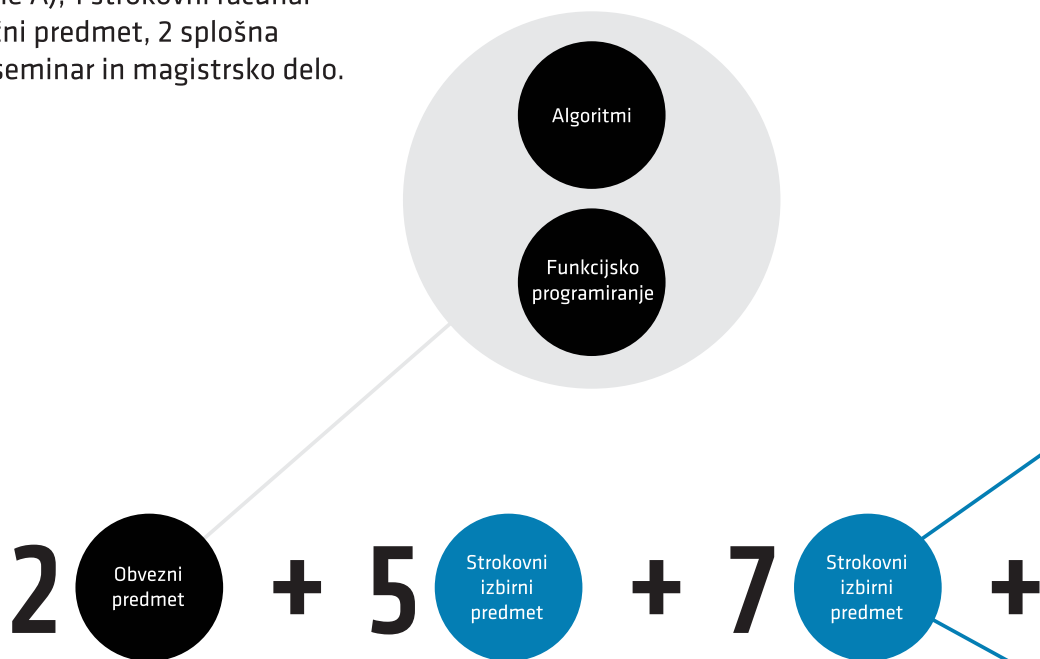 ni predmet, 2 splošna
seminar in magistrsko delo.
Algoritmi
Funkcijsko
programiranje
2
Obvezni
predmet
+
5
Strokovni
izbirni
predmet
+
7
Strokovni
izbirni
predmet
+